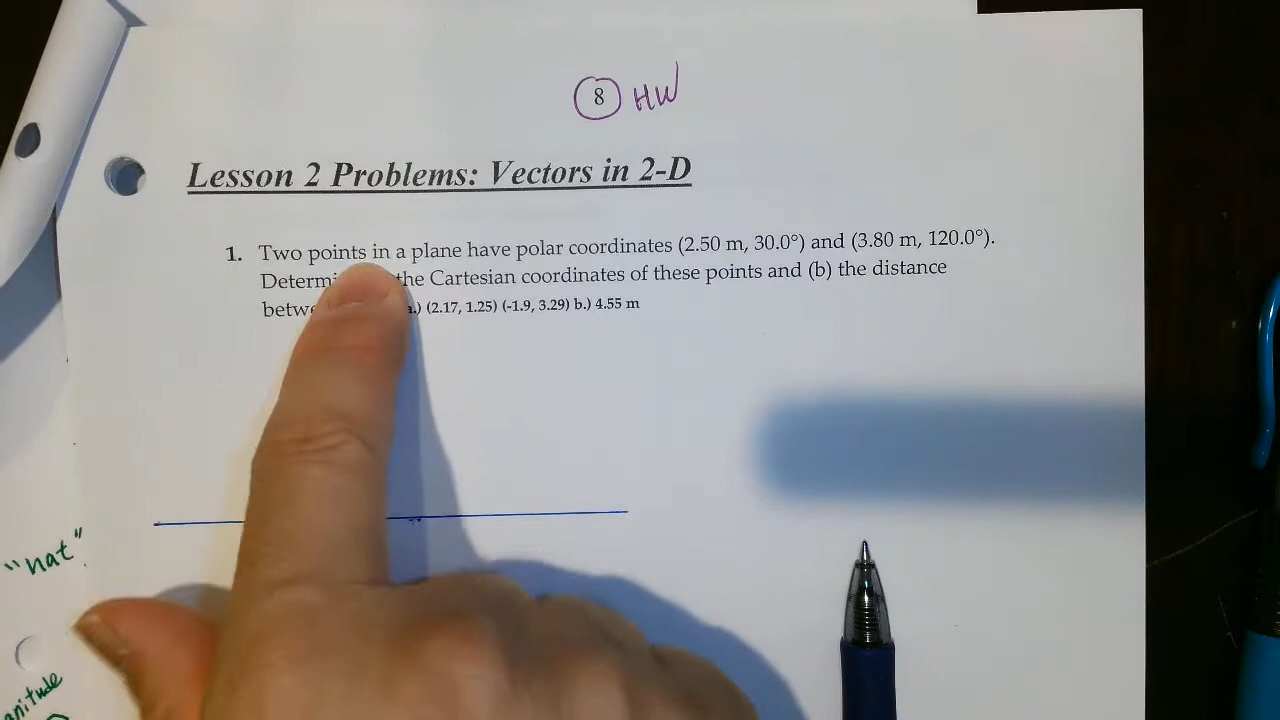 8 HW
Lesson 2 Problems: Vectors in 2-D
1. Two points in a plane have polar coordinates (2.50 m, 30.0°) and (3.80 m, 120.0°).
the Cartesian coordinates of these points and (b) the distance
(2.17, 1.25) (-1.9, 3.29) b.) 4.55 m
"hat"